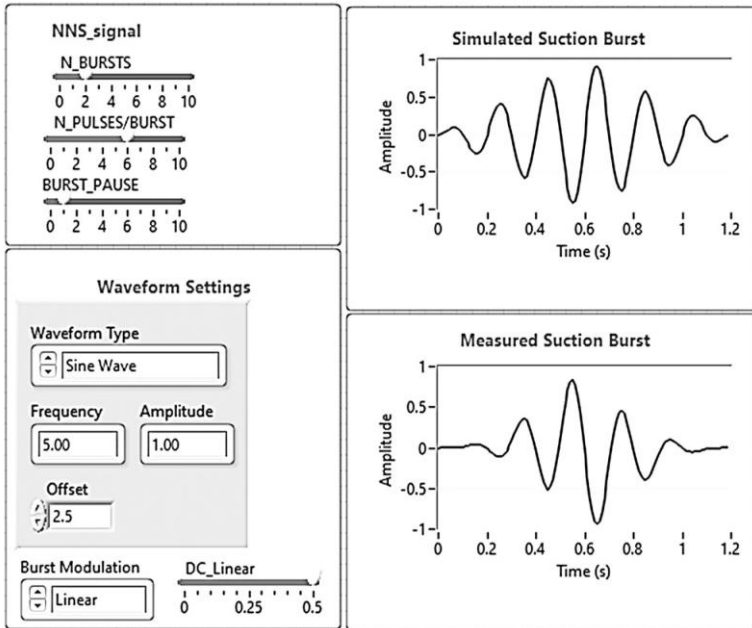 NNS_signal
N_BURSTS
0 2 4 6 8 10
N_PULSES/BURST
0 2 4 6 8 10
BURST_PAUSE
0 2 4 6 8 10
Waveform Settings
Waveform Type
Sine Wave
Frequency Amplitude
5.00 1.00
Offset
2.5
Burst Modulation DC_Linear
Linear 0 0.25 0.5
Simulated Suction Burst
Amplitude
1
0.5
0
-0.5
-1
0 0.2 0.4 0.6 0.8 1 1.2
Time (s)
Measured Suction Burst
Amplitude
1
0.5
0
-0.5
-1
0 0.2 0.4 0.6 0.8 1 1.2
Time (s)